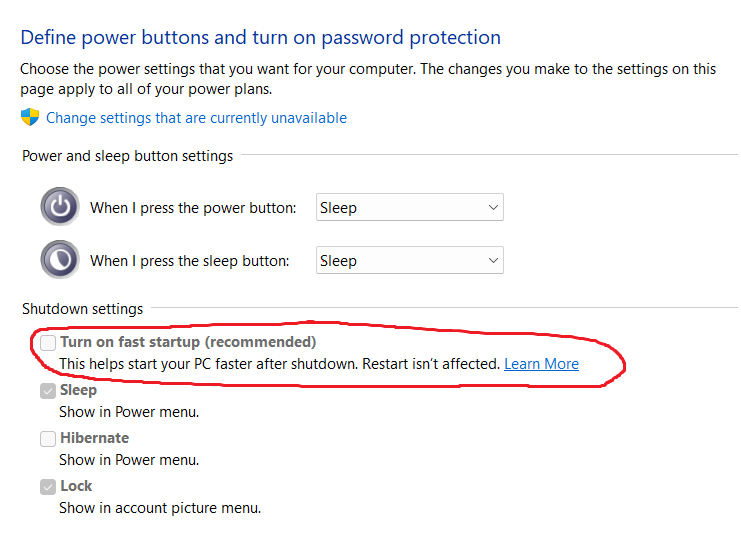 Define power buttons and turn on password protection
Choose the power settings that you want for your computer. The changes you make to the settings on this
page apply to all of your power plans.
Change settings that are currently unavailable
Power and sleep button settings
When I press the power button: Sleep
When I press the sleep button: Sleep
Shutdown settings
Turn on fast startup (recommended)
This helps start your PC faster after shutdown. Restart isn't affected. Learn More
Sleep
Show in Power menu.
Hibernate
Show in Power menu.
Lock
Show in account picture menu.